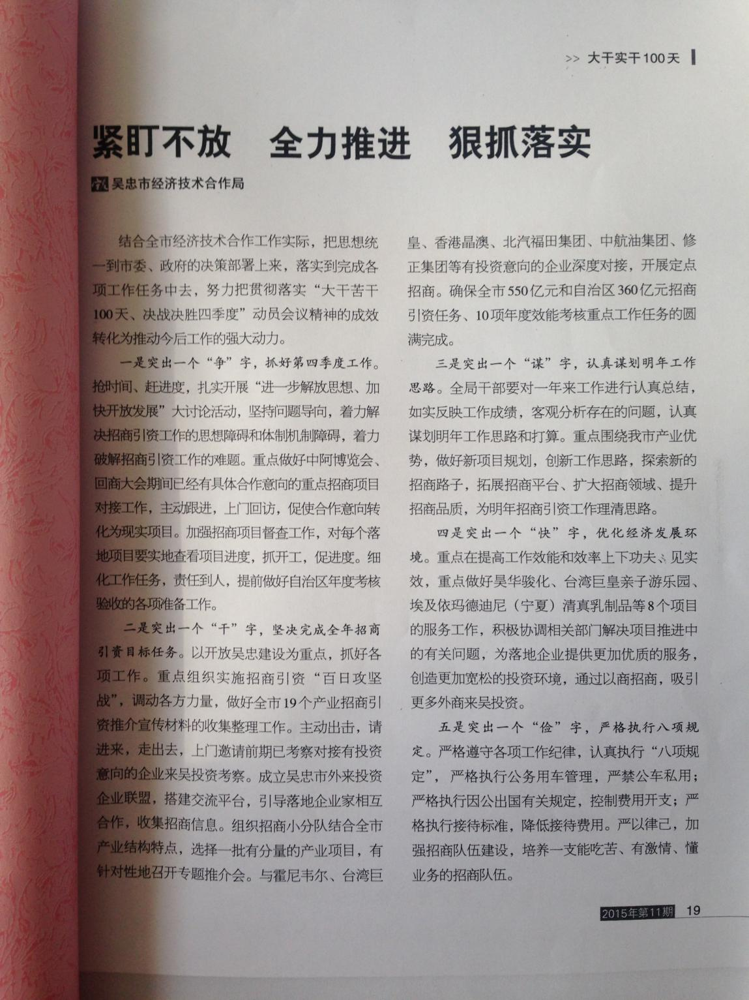 >> 大干实干100天
紧盯不放 全力推进 狠抓落实
吴忠市经济技术合作局
结合全市经济技术合作工作实际，把思想统
一到市委、政府的决策部署上来，落实到完成各
项工作任务中去，努力把贯彻落实“大干苦干
100天、决战决胜四季度”动员会议精神的成效
转化为推动今后工作的强大动力。
一是突出一个“争”字，抓好第四季度工作。
抢时间、赶进度，扎实开展“进一步解放思想、加
快开放发展”大讨论活动，坚持问题导向，着力解
决招商引资工作的思想障碍和体制机制障碍，着力
破解招商引资工作的难题。重点做好中阿博览会、
回商大会期间已经有具体合作意向的重点招商项目
对接工作，主动跟进，上门回访，促使合作意向转
化为现实项目。加强招商项目督查工作，对每个落
地项目要实地查看项目进度，抓开工，促进度。细
化工作任务，责任到人，提前做好自治区年度考核
验收的各项准备工作。
二是突出一个“干”字，坚决完成全年招商
引资目标任务。以开放吴忠建设为重点，抓好各
项工作。重点组织实施招商引资“百日攻坚
战”，调动各方力量，做好全市19个产业招商引
资推介宣传材料的收集整理工作。主动出击，请
进来，走出去，上门邀请前期已考察对接有投资
意向的企业来吴投资考察。成立吴忠市外来投资
企业联盟，搭建交流平台，引导落地企业家相互
合作，收集招商信息。组织招商小分队结合全市
产业结构特点，选择一批有分量的产业项目，有
针对性地召开专题推介会。与霍尼韦尔、台湾巨
皇、香港晶澳、北汽福田集团、中航油集团、修
正集团等有投资意向的企业深度对接，开展定点
招商。确保全市550亿元和自治区360亿元招商
引资任务、10项年度效能考核重点工作任务的圆
满完成。
三是突出一个“谋”字，认真谋划明年工作
思路。全局干部要对一年来工作进行认真总结，
如实反映工作成绩，客观分析存在的问题，认真
谋划明年工作思路和打算。重点围绕我市产业优
势，做好新项目规划，创新工作思路，探索新的
招商路子，拓展招商平台、扩大招商领域、提升
招商品质，为明年招商引资工作理清思路。
四是突出一个“快”字，优化经济发展环
境。重点在提高工作效能和效率上下功夫、见实
效，重点做好昊华骏化、台湾巨皇亲子游乐园、
埃及依玛德迪尼（宁夏）清真乳制品等8个项目
的服务工作，积极协调相关部门解决项目推进中
的有关问题，为落地企业提供更加优质的服务，
创造更加宽松的投资环境，通过以商招商，吸引
更多外商来吴投资。
五是突出一个“俭”字，严格执行八项规
定。严格遵守各项工作纪律，认真执行“八项规
定”，严格执行公务用车管理，严禁公车私用；
严格执行因公出国有关规定，控制费用开支；严
格执行接待标准，降低接待费用。严以律己，加
强招商队伍建设，培养一支能吃苦、有激情、懂
业务的招商队伍。
2015年第11期 19